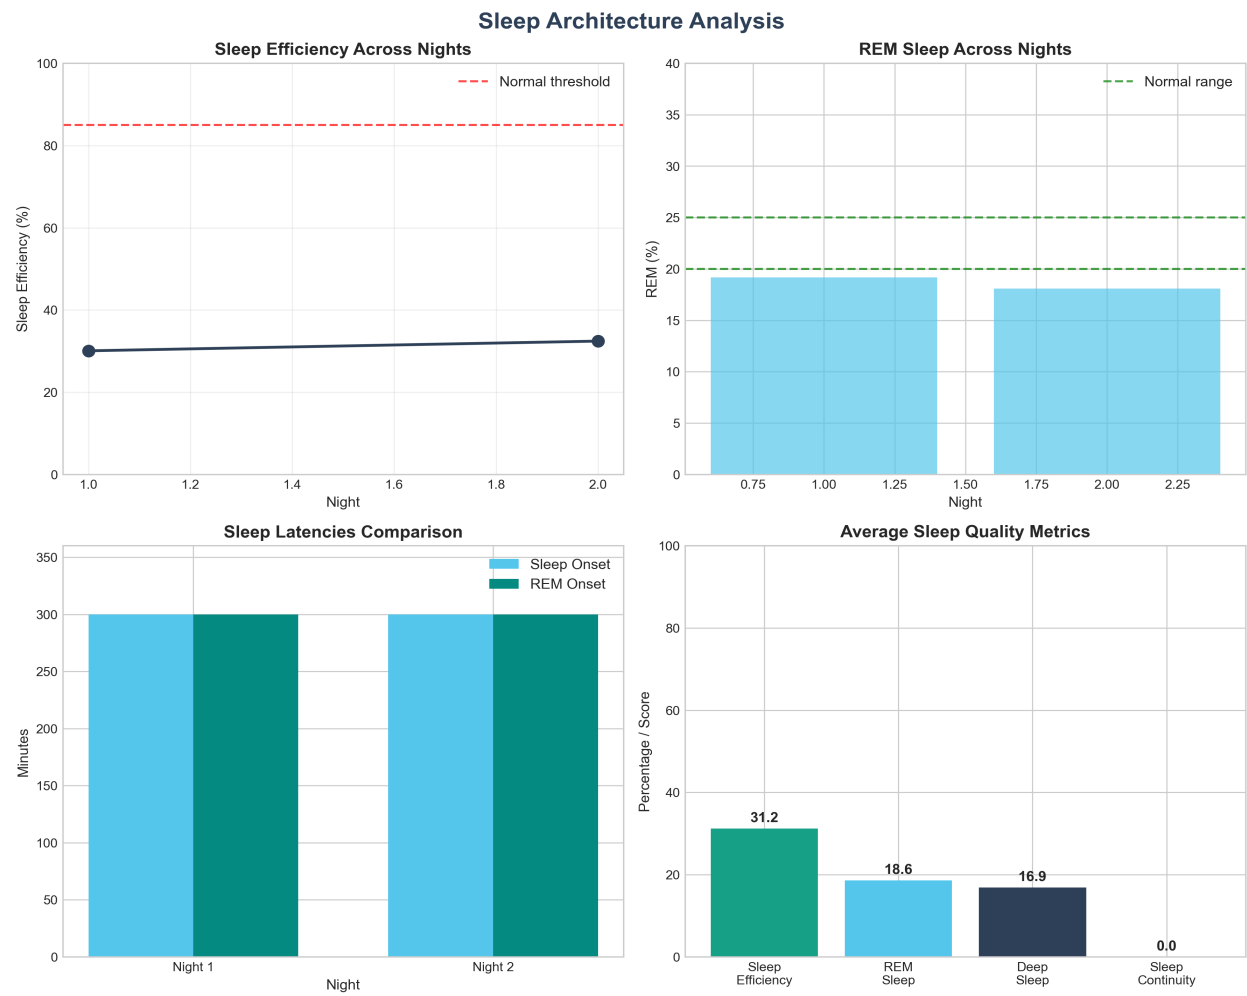 Sleep Architecture Analysis
Sleep Efficiency Across Nights
100
80
60
40
20
0
Sleep Efficiency (%)
Normal threshold
1.0 1.2 1.4 1.6 1.8 2.0
Night
REM Sleep Across Nights
40
35
30
25
20
15
10
5
0
REM (%)
Normal range
0.75 1.00 1.25 1.50 1.75 2.00 2.25
Night
Sleep Latencies Comparison
350
300
250
200
150
100
50
0
Minutes
Sleep Onset
REM Onset
Night 1 Night 2
Night
Average Sleep Quality Metrics
100
80
60
40
20
0
Percentage / Score
31.2
18.6
16.9
0.0
Sleep
Efficiency
REM
Sleep
Deep
Sleep
Sleep
Continuity